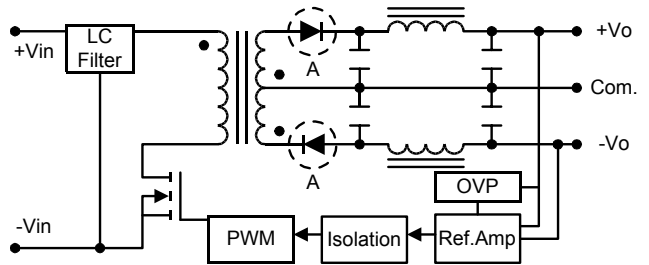 +Vin
LC
Filter
A
+Vo
Com.
A
-Vo
OVP
-Vin
PWM
Isolation
Ref.Amp